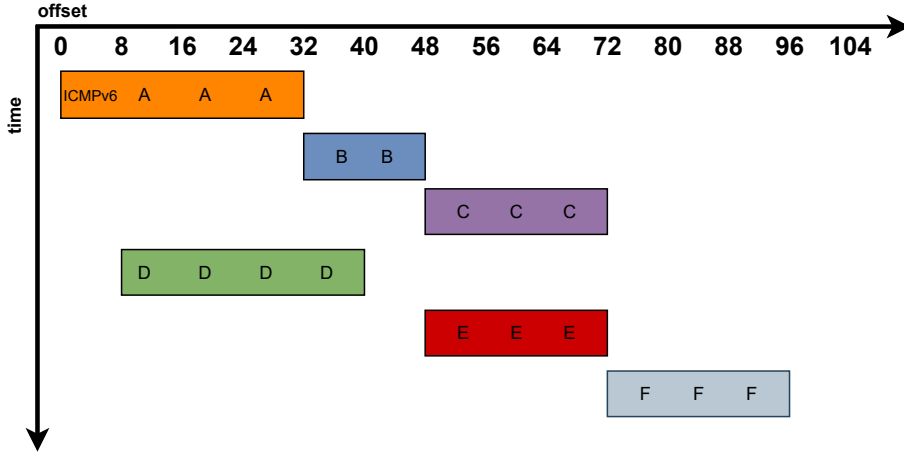 offset
0 8 16 24 32 40 48 56 64 72 80 88 96 104
time
ICMPv6 A A A
B B
C C C
D D D D
E E E
F F F